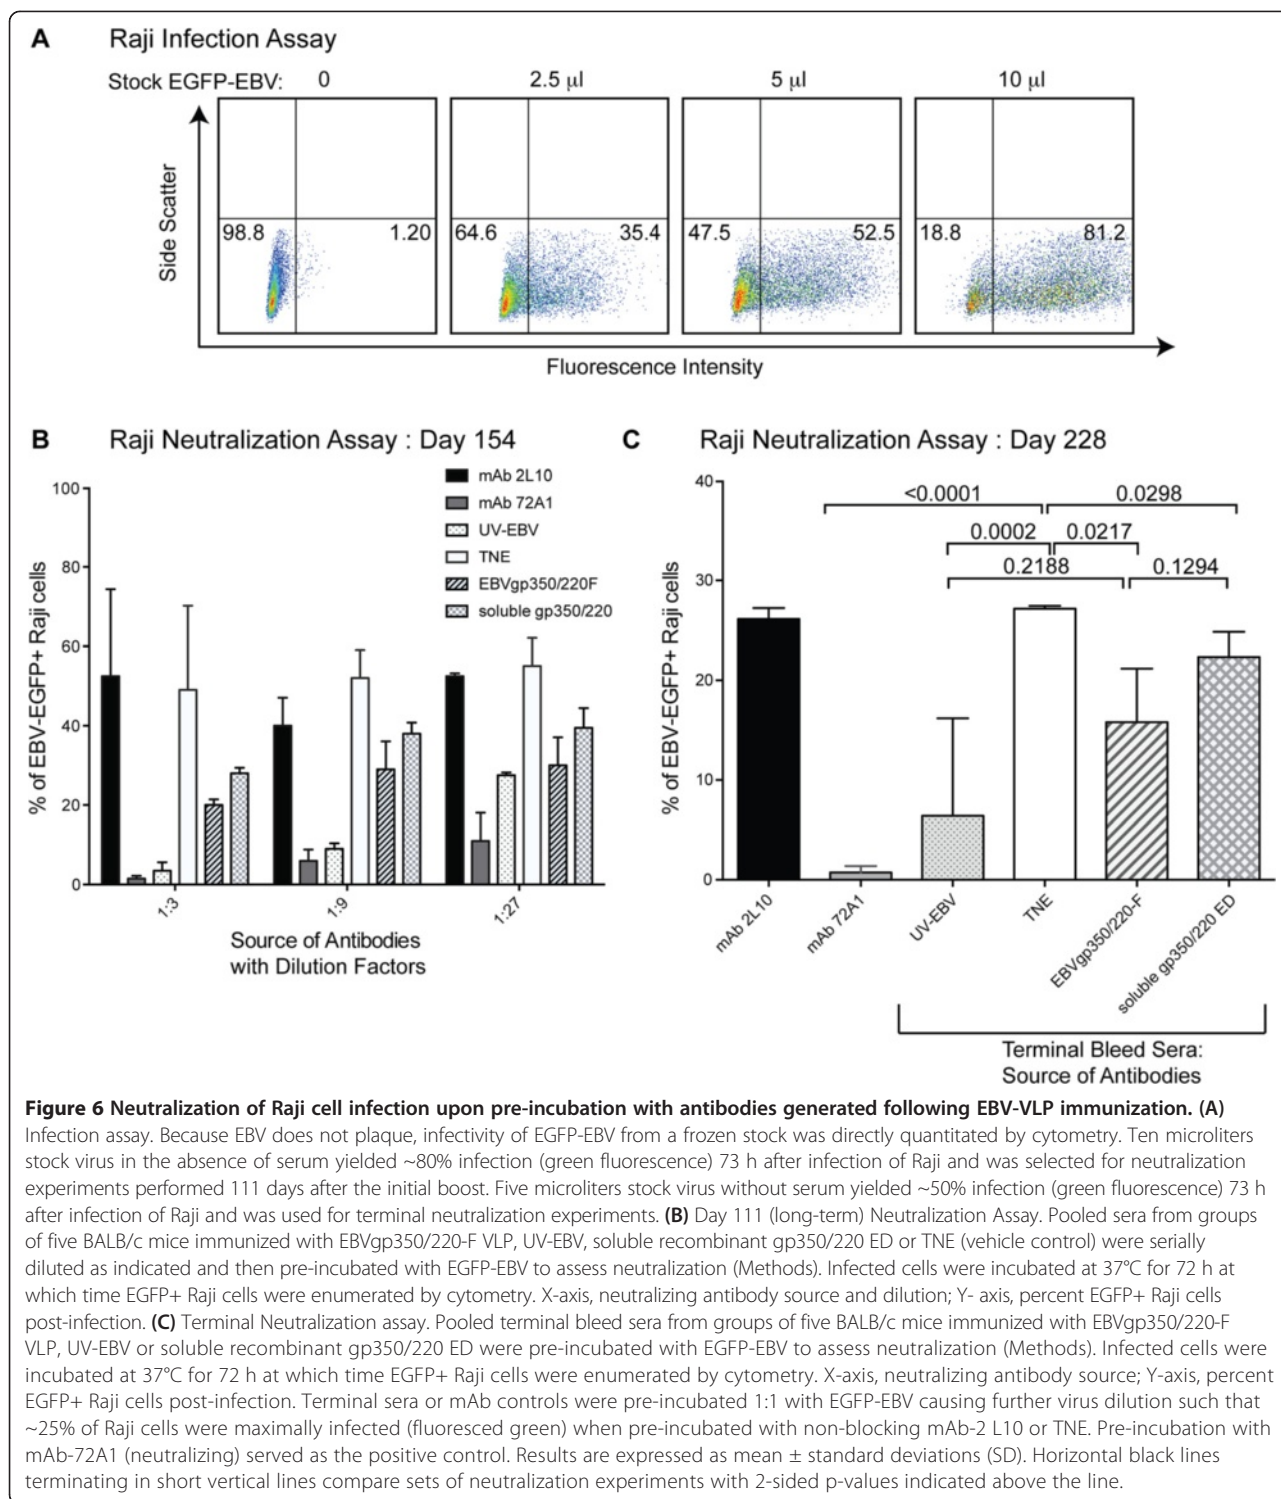 A Raji Infection Assay
Stock EGFP-EBV: 0 2.5 µl 5 µl 10 µl
Side Scatter
98.8 1.20 64.6 35.4 47.5 52.5 18.8 81.2
Fluorescence Intensity
B Raji Neutralization Assay : Day 154
mAb 2L10
mAb 72A1
UV-EBV
TNE
EBVgp350/220F
soluble gp350/220
% of EBV-EGFP+ Raji cells
100
80
60
40
20
0
1:3 1:9 1:27
Source of Antibodies
with Dilution Factors
C Raji Neutralization Assay : Day 228
% of EBV-EGFP+ Raji cells
40
30
20
10
0
<0.0001 0.0298
0.0002 0.0217
0.2188 0.1294
mAb 2L10
mAb 72A1
UV-EBV
TNE
EBVgp350/220-F
soluble gp350/220 ED
Terminal Bleed Sera:
Source of Antibodies
Figure 6 Neutralization of Raji cell infection upon pre-incubation with antibodies generated following EBV-VLP immunization. (A)
Infection assay. Because EBV does not plaque, infectivity of EGFP-EBV from a frozen stock was directly quantitated by cytometry. Ten microliters
stock virus in the absence of serum yielded ~80% infection (green fluorescence) 73 h after infection of Raji and was selected for neutralization
experiments performed 111 days after the initial boost. Five microliters stock virus without serum yielded ~50% infection (green fluorescence) 73 h
after infection of Raji and was used for terminal neutralization experiments. (B) Day 111 (long-term) Neutralization Assay. Pooled sera from groups
of five BALB/c mice immunized with EBVgp350/220-F VLP, UV-EBV, soluble recombinant gp350/220 ED or TNE (vehicle control) were serially
diluted as indicated and then pre-incubated with EGFP-EBV to assess neutralization (Methods). Infected cells were incubated at 37°C for 72 h at
which time EGFP+ Raji cells were enumerated by cytometry. X-axis, neutralizing antibody source and dilution; Y- axis, percent EGFP+ Raji cells
post-infection. (C) Terminal Neutralization assay. Pooled terminal bleed sera from groups of five BALB/c mice immunized with EBVgp350/220-F
VLP, UV-EBV or soluble recombinant gp350/220 ED were pre-incubated with EGFP-EBV to assess neutralization (Methods). Infected cells were
incubated at 37°C for 72 h at which time EGFP+ Raji cells were enumerated by cytometry. X-axis, neutralizing antibody source; Y-axis, percent
EGFP+ Raji cells post-infection. Terminal sera or mAb controls were pre-incubated 1:1 with EGFP-EBV causing further virus dilution such that
~25% of Raji cells were maximally infected (fluoresced green) when pre-incubated with non-blocking mAb-2 L10 or TNE. Pre-incubation with
mAb-72A1 (neutralizing) served as the positive control. Results are expressed as mean ± standard deviations (SD). Horizontal black lines
terminating in short vertical lines compare sets of neutralization experiments with 2-sided p-values indicated above the line.